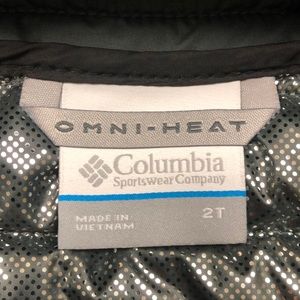 OMNI-HEAT
Columbia
Sportswear Company
MADE IN
VIETNAM
2T